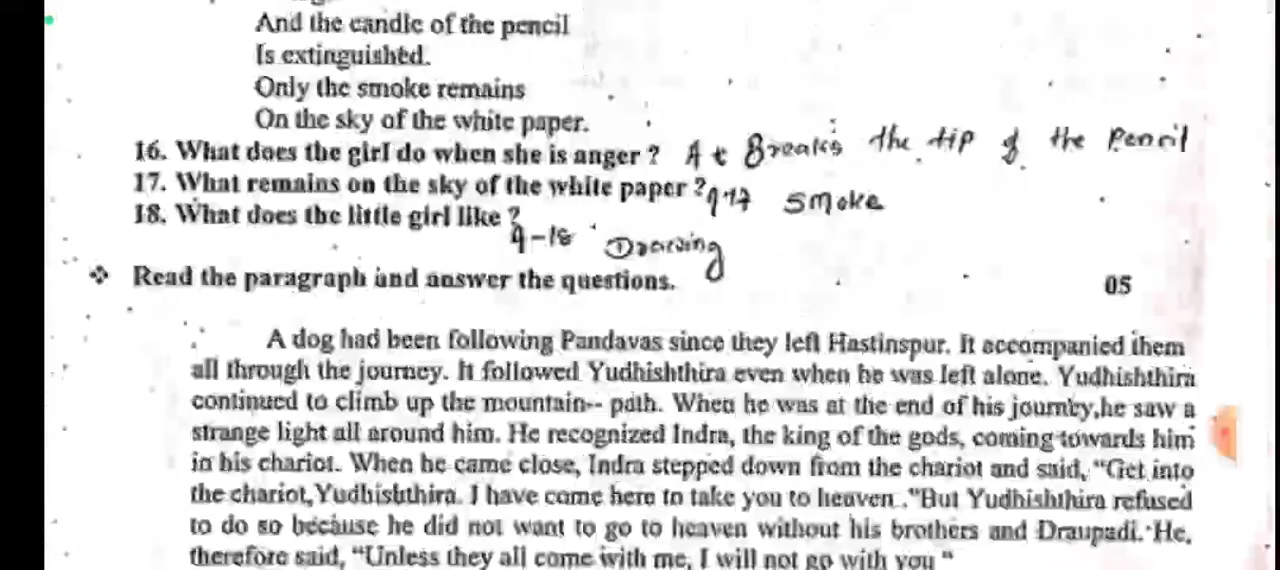 And the candle of the pencil
Is extinguished.
Only the smoke remains
On the sky of the white paper.
16. What does the girl do when she is anger ? A t Breaks the tip of the Pencil
17. What remains on the sky of the white paper ? 917 Smoke
18. What does the little girl like ?
9-18 Drawing
❖ Read the paragraph and answer the questions. 05
A dog had been following Pandavas since they left Hastinspur. It accompanied them
all through the journey. It followed Yudhishthira even when he was left alone. Yudhishthira
continued to climb up the mountain-- path. When he was at the end of his journey,he saw a
strange light all around him. He recognized Indra, the king of the gods, coming towards him
in his chariot. When he came close, Indra stepped down from the chariot and said, "Get into
the chariot, Yudhishthira. I have come here to take you to heaven ."But Yudhishthira refused
to do so because he did not want to go to heaven without his brothers and Draupadi. He,
therefore said, "Unless they all come with me, I will not go with you "